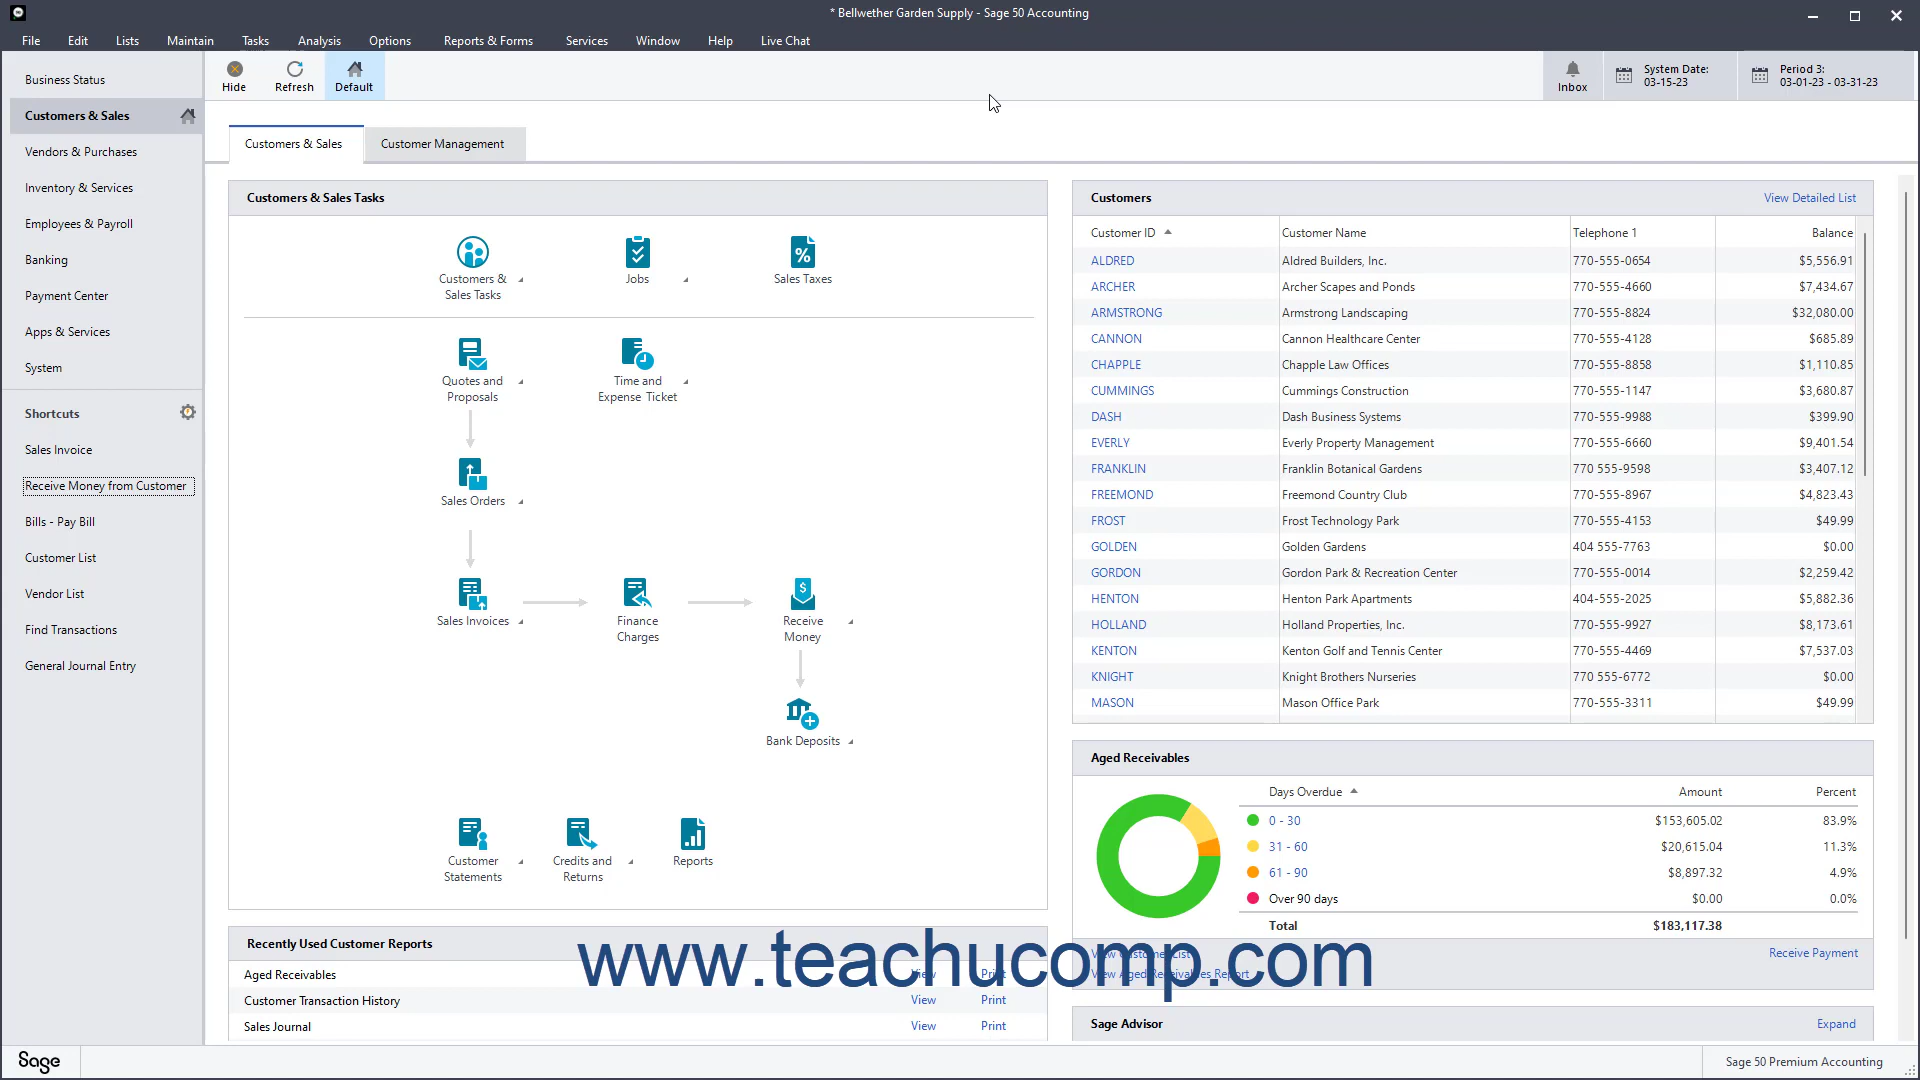 * Bellwether Garden Supply - Sage 50 Accounting
File Edit Lists Maintain Tasks Analysis Options Reports & Forms Services Window Help Live Chat
Business Status
Customers & Sales
Vendors & Purchases
Inventory & Services
Employees & Payroll
Banking
Payment Center
Apps & Services
System
Shortcuts
Sales Invoice
Receive Money from Customer
Bills - Pay Bill
Customer List
Vendor List
Find Transactions
General Journal Entry
Hide Refresh Default
Inbox
System Date:
03-15-23
Period 3:
03-01-23 - 03-31-23
Customers & Sales Customer Management
Customers & Sales Tasks
Customers &
Sales Tasks
Jobs
Sales Taxes
Quotes and
Proposals
Time and
Expense Ticket
Sales Orders
Sales Invoices
Finance
Charges
Receive
Money
Bank Deposits
Customer
Statements
Credits and
Returns
Reports
Recently Used Customer Reports
Aged Receivables View Print
Customer Transaction History View Print
Sales Journal View Print
Customers View Detailed List
Customer ID Customer Name Telephone 1 Balance
ALDRED Aldred Builders, Inc. 770-555-0654 $5,556.91
ARCHER Archer Scapes and Ponds 770-555-4660 $7,434.67
ARMSTRONG Armstrong Landscaping 770-555-8824 $32,080.00
CANNON Cannon Healthcare Center 770-555-4128 $685.89
CHAPPLE Chapple Law Offices 770-555-8858 $1,110.85
CUMMINGS Cummings Construction 770-555-1147 $3,680.87
DASH Dash Business Systems 770-555-9988 $399.90
EVERLY Everly Property Management 770-555-6660 $9,401.54
FRANKLIN Franklin Botanical Gardens 770 555-9598 $3,407.12
FREEMOND Freemond Country Club 770-555-8967 $4,823.43
FROST Frost Technology Park 770-555-4153 $49.99
GOLDEN Golden Gardens 404 555-7763 $0.00
GORDON Gordon Park & Recreation Center 770-555-0014 $2,259.42
HENTON Henton Park Apartments 404-555-2025 $5,882.36
HOLLAND Holland Properties, Inc. 770-555-9927 $8,173.61
KENTON Kenton Golf and Tennis Center 770-555-4469 $7,537.03
KNIGHT Knight Brothers Nurseries 770 555-6772 $0.00
MASON Mason Office Park 770-555-3311 $49.99
Aged Receivables
Days Overdue Amount Percent
0 - 30 $153,605.02 83.9%
31 - 60 $20,615.04 11.3%
61 - 90 $8,897.32 4.9%
Over 90 days $0.00 0.0%
Total $183,117.38
View Customer List Receive Payment
View Aged Receivables Report
Sage Advisor Expand
www.teachucomp.com
Sage
Sage 50 Premium Accounting